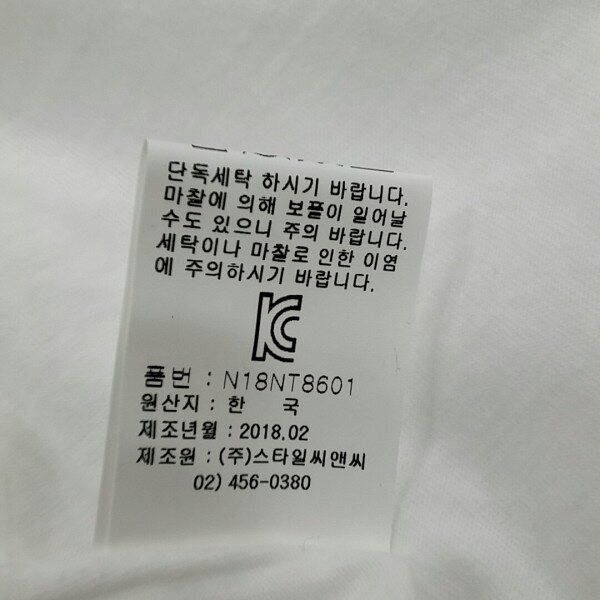 단독세탁 하시기 바랍니다.
마찰에 의해 보플이 일어날
수도 있으니 주의 바랍니다.
세탁이나 마찰로 인한 이염
에 주의하시기 바랍니다.
KC
품번 : N18NT8601
원산지 : 한 국
제조년월 : 2018.02
제조원 : (주)스타일씨앤씨
02) 456-0380